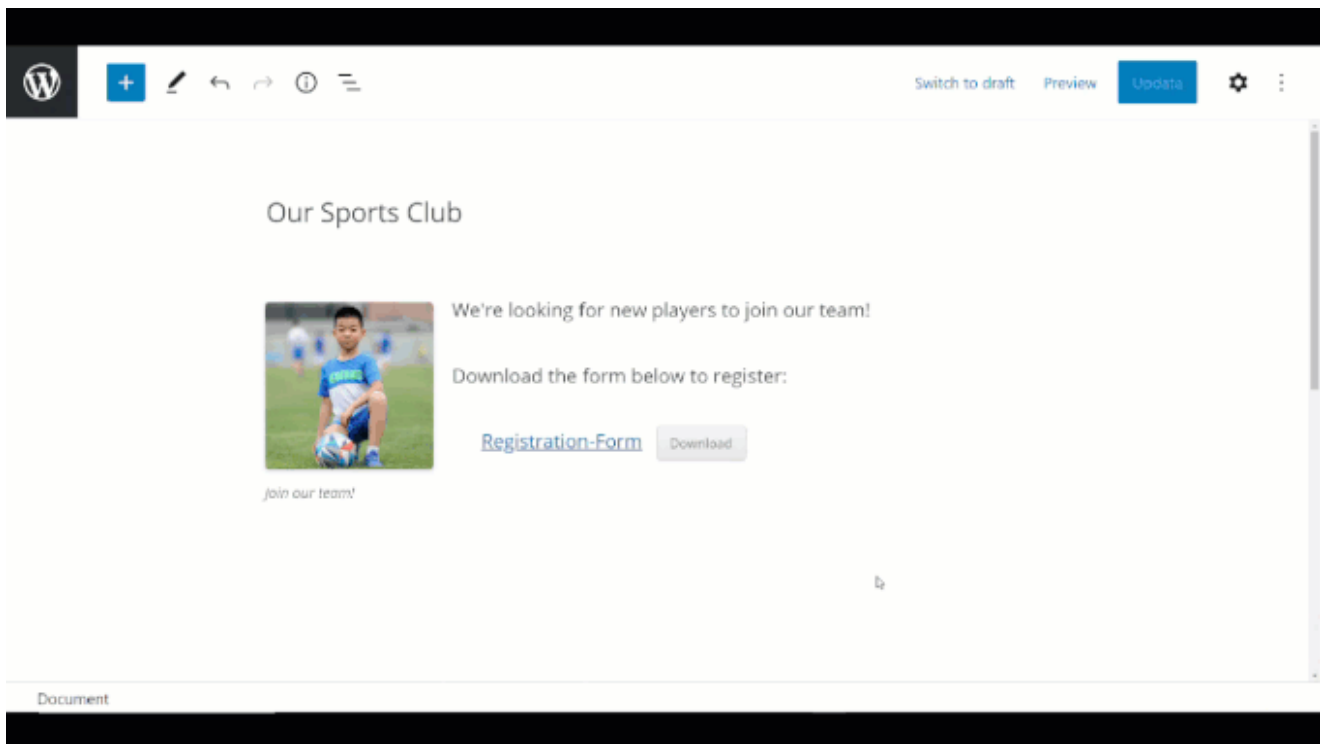 Switch to draft Preview Update
Our Sports Club
We're looking for new players to join our team!
Download the form below to register:
Registration-Form Download
Join our team!
Document